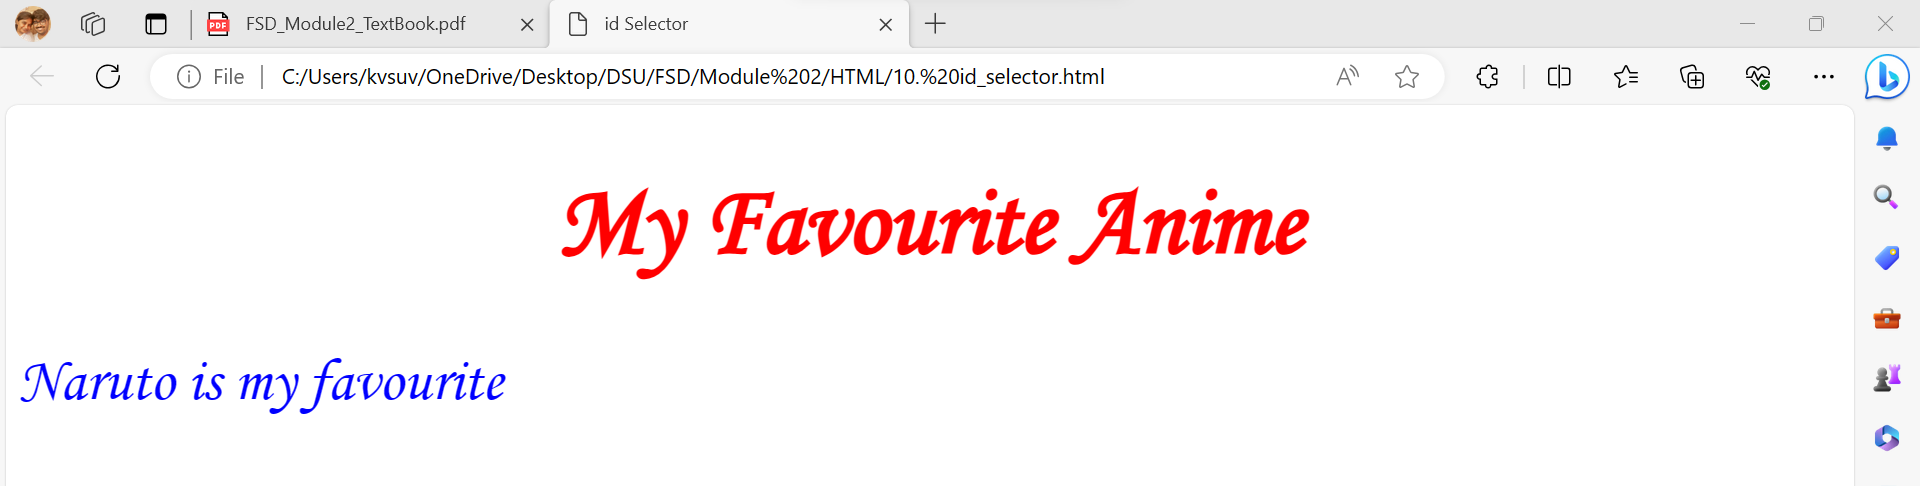 PDF FSD_Module2_TextBook.pdf id Selector
File C:/Users/kvsuv/OneDrive/Desktop/DSU/FSD/Module%202/HTML/10.%20id_selector.html
My Favourite Anime
Naruto is my favourite